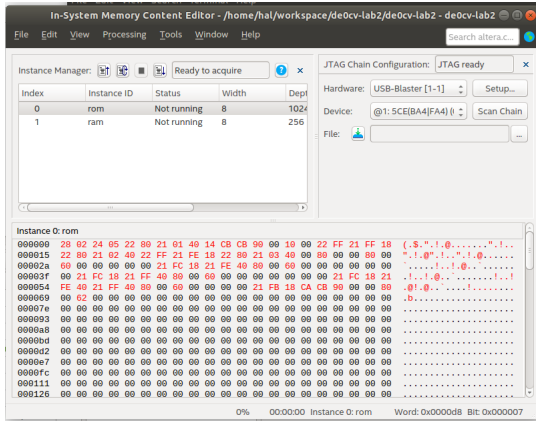 In-System Memory Content Editor - /home/hal/workspace/de0cv-lab2/de0cv-lab2 - de0cv-lab2
File Edit View Processing Tools Window Help
Search altera.c...
Instance Manager: Ready to acquire
Index Instance ID Status Width Dept
0 rom Not running 8 1024
1 ram Not running 8 256
JTAG Chain Configuration: JTAG ready
Hardware: USB-Blaster [1-1] Setup...
Device: @1: 5CE(BA4|FA4) (I Scan Chain
File: ...
Instance 0: rom
000000 28 02 24 05 22 80 21 01 40 14 CB CB 90 00 10 00 22 FF 21 FF 18 (.$.".!.@.......".!..
000015 22 80 21 02 40 22 FF 21 FE 18 22 80 21 03 40 00 80 00 00 80 00 ".!.@".!..".!.@......
00002a 60 00 00 00 00 00 21 FC 18 21 FE 40 80 00 60 00 00 00 00 00 00 `.....!..!.@..`......
00003f 00 21 FC 18 21 FF 40 80 00 60 00 00 00 00 00 00 00 21 FC 18 21 .!..!.@..`.......!..!
000054 FE 40 21 FF 40 80 00 60 00 00 00 00 21 FB 18 CA CB 90 00 00 80 .@!.@..`....!........
000069 00 62 00 00 00 00 00 00 00 00 00 00 00 00 00 00 00 00 00 00 00 .b...................
00007e 00 00 00 00 00 00 00 00 00 00 00 00 00 00 00 00 00 00 00 00 00 .....................
000093 00 00 00 00 00 00 00 00 00 00 00 00 00 00 00 00 00 00 00 00 00 .....................
0000a8 00 00 00 00 00 00 00 00 00 00 00 00 00 00 00 00 00 00 00 00 00 .....................
0000bd 00 00 00 00 00 00 00 00 00 00 00 00 00 00 00 00 00 00 00 00 00 .....................
0000d2 00 00 00 00 00 00 00 00 00 00 00 00 00 00 00 00 00 00 00 00 00 .....................
0000e7 00 00 00 00 00 00 00 00 00 00 00 00 00 00 00 00 00 00 00 00 00 .....................
0000fc 00 00 00 00 00 00 00 00 00 00 00 00 00 00 00 00 00 00 00 00 00 .....................
000111 00 00 00 00 00 00 00 00 00 00 00 00 00 00 00 00 00 00 00 00 00 .....................
000126 00 00 00 00 00 00 00 00 00 00 00 00 00 00 00 00 00 00 00 00 00 .....................
0% 00:00:00 Instance 0: rom Word: 0x0000d8 Bit: 0x000007